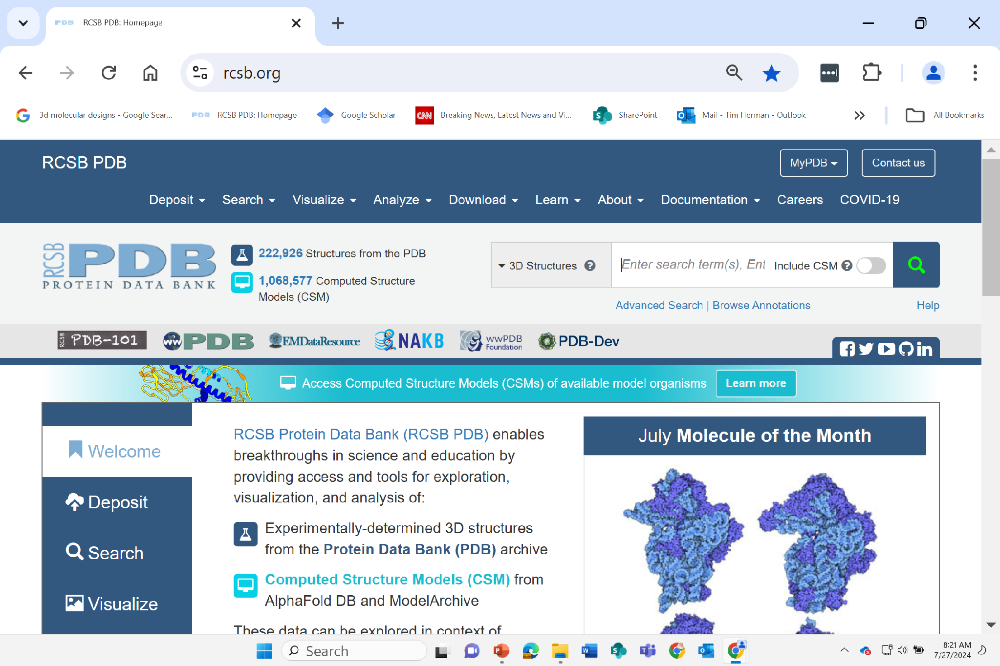 RCSB PDB: Homepage
rcsb.org
3d molecular designs - Google Sear...
PDB RCSB PDB: Homepage
Google Scholar
CNN Breaking News, Latest News and Vi...
SharePoint
Mail - Tim Herman - Outlook
All Bookmarks
RCSB PDB
MyPDB
Contact us
Deposit Search Visualize Analyze Download Learn About Documentation Careers COVID-19
RCSB PDB
PROTEIN DATA BANK
222,926 Structures from the PDB
1,068,577 Computed Structure
Models (CSM)
3D Structures
Enter search term(s), Ent
Include CSM
Advanced Search | Browse Annotations
Help
RCSB PDB-101
wwPDB
EMDataResource
NAKB
wwPDB
Foundation
PDB-Dev
Access Computed Structure Models (CSMs) of available model organisms
Learn more
Welcome
Deposit
Search
Visualize
RCSB Protein Data Bank (RCSB PDB) enables
breakthroughs in science and education by
providing access and tools for exploration,
visualization, and analysis of:
Experimentally-determined 3D structures
from the Protein Data Bank (PDB) archive
Computed Structure Models (CSM) from
AlphaFold DB and ModelArchive
These data can be explored in context of
July Molecule of the Month
Search
8:21 AM
7/27/2024